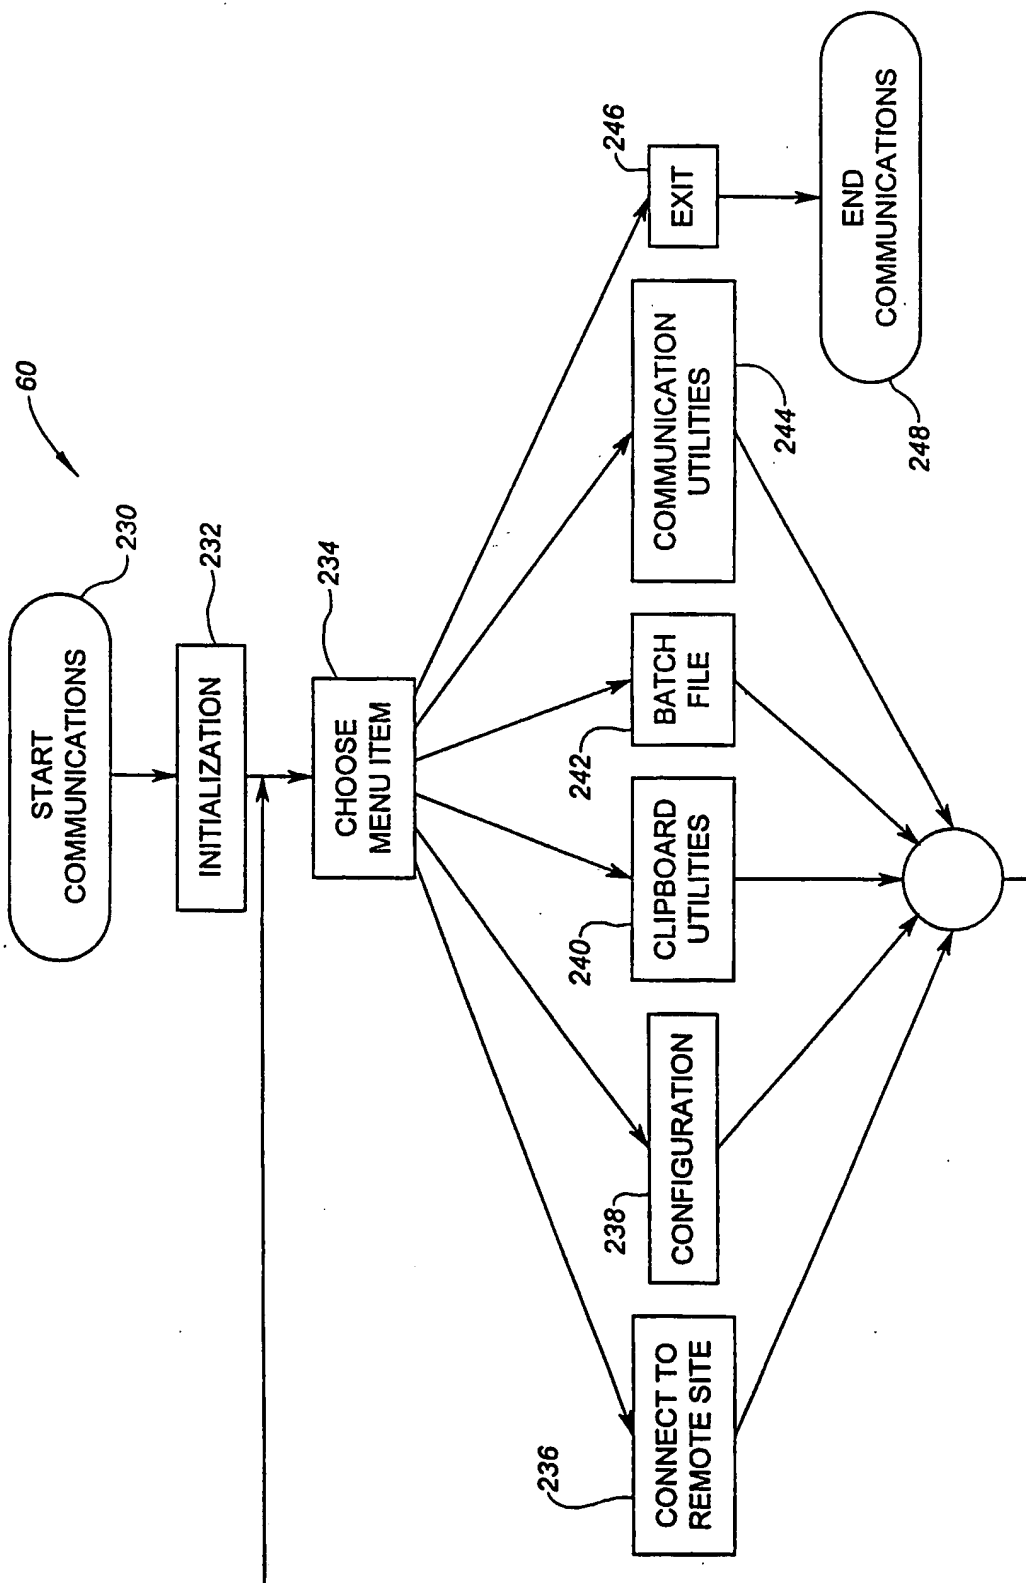 60
START
COMMUNICATIONS
230
INITIALIZATION
232
CHOOSE
MENU ITEM
234
CONNECT TO
REMOTE SITE
236
CONFIGURATION
238
CLIPBOARD
UTILITIES
240
BATCH
FILE
242
COMMUNICATION
UTILITIES
244
EXIT
246
END
COMMUNICATIONS
248